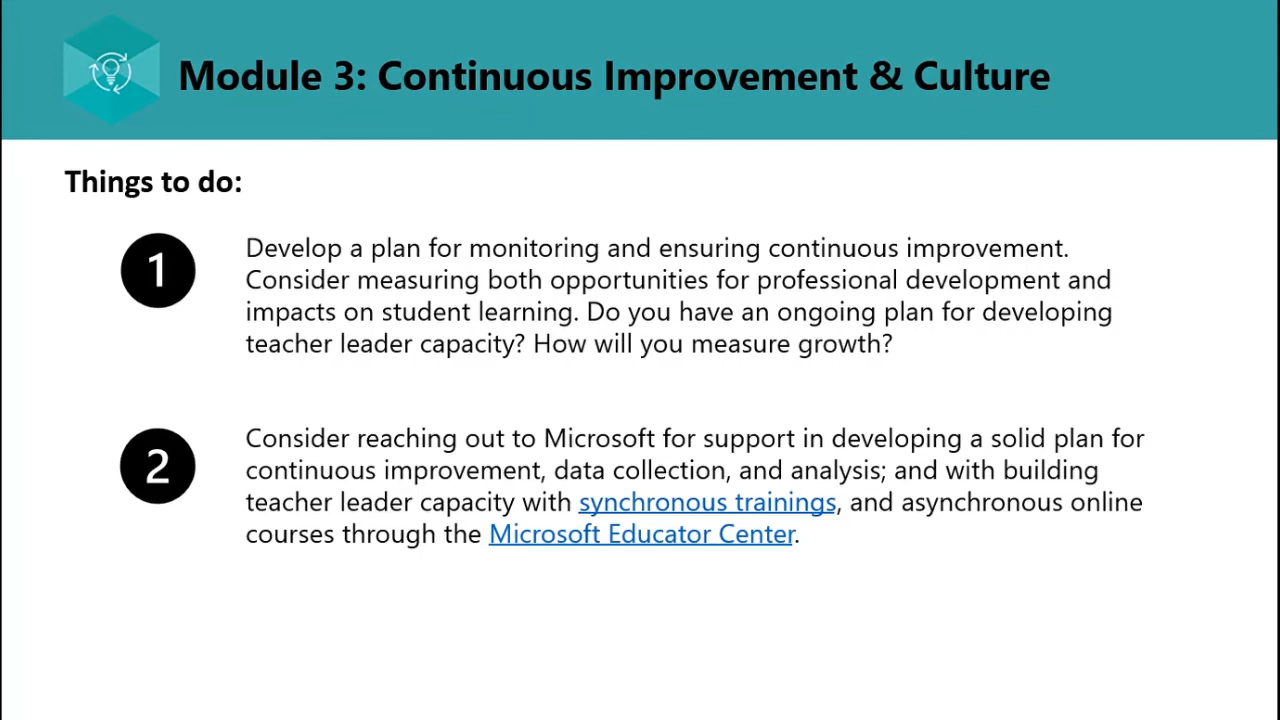 Module 3: Continuous Improvement & Culture
Things to do:
1
Develop a plan for monitoring and ensuring continuous improvement.
Consider measuring both opportunities for professional development and
impacts on student learning. Do you have an ongoing plan for developing
teacher leader capacity? How will you measure growth?
2
Consider reaching out to Microsoft for support in developing a solid plan for
continuous improvement, data collection, and analysis; and with building
teacher leader capacity with synchronous trainings, and asynchronous online
courses through the Microsoft Educator Center.